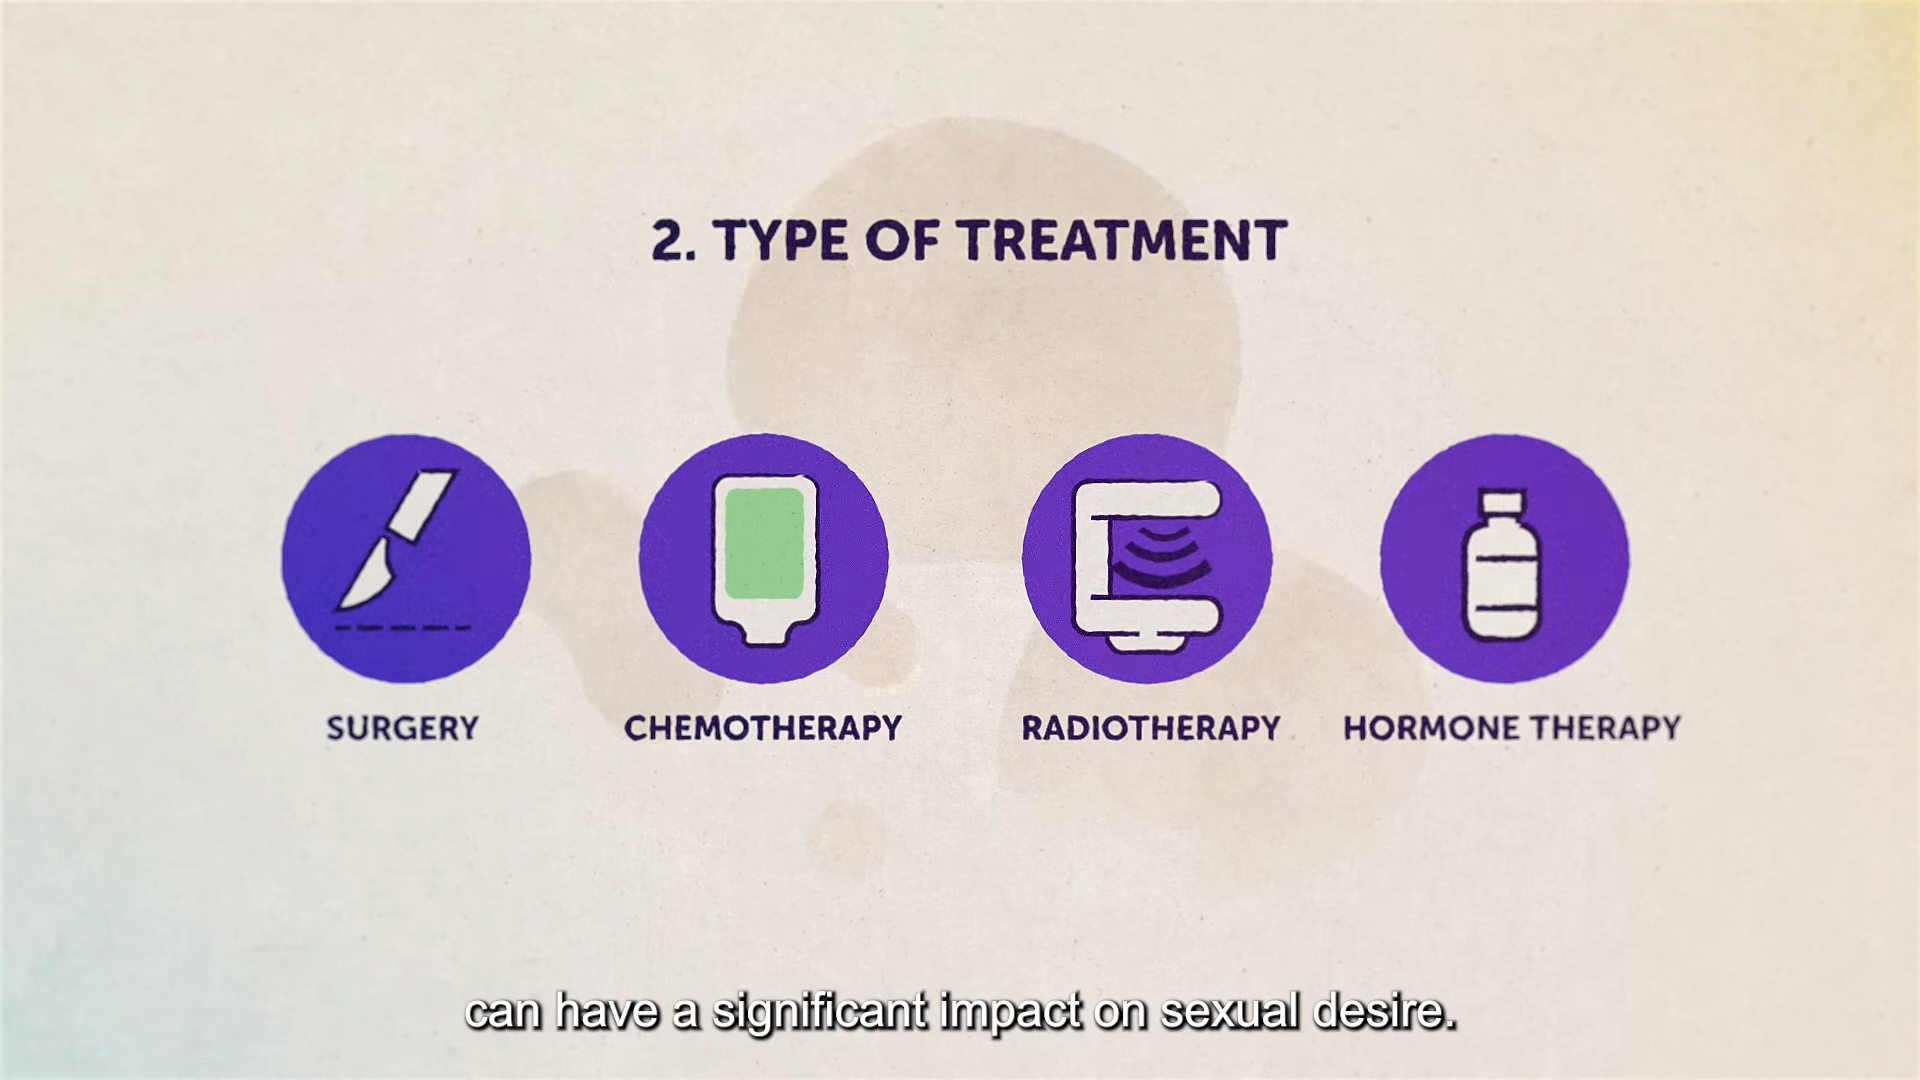 2. TYPE OF TREATMENT
SURGERY
CHEMOTHERAPY
RADIOTHERAPY
HORMONE THERAPY
can have a significant impact on sexual desire.